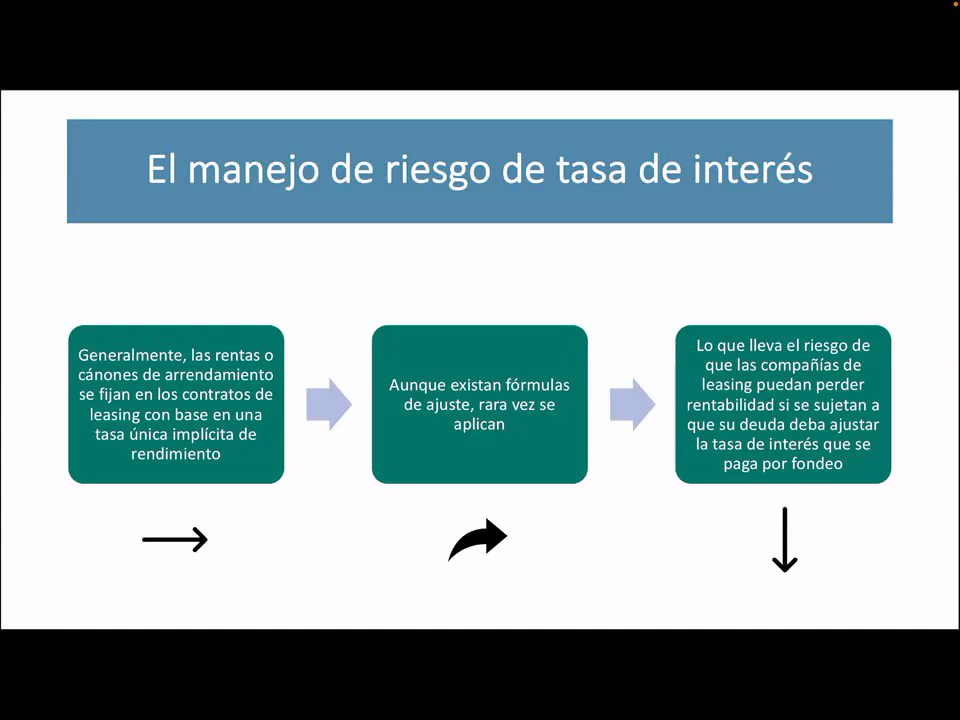 El manejo de riesgo de tasa de interés
Generalmente, las rentas o
cánones de arrendamiento
se fijan en los contratos de
leasing con base en una
tasa única implícita de
rendimiento
Aunque existan fórmulas
de ajuste, rara vez se
aplican
Lo que lleva el riesgo de
que las compañías de
leasing puedan perder
rentabilidad si se sujetan a
que su deuda deba ajustar
la tasa de interés que se
paga por fondeo